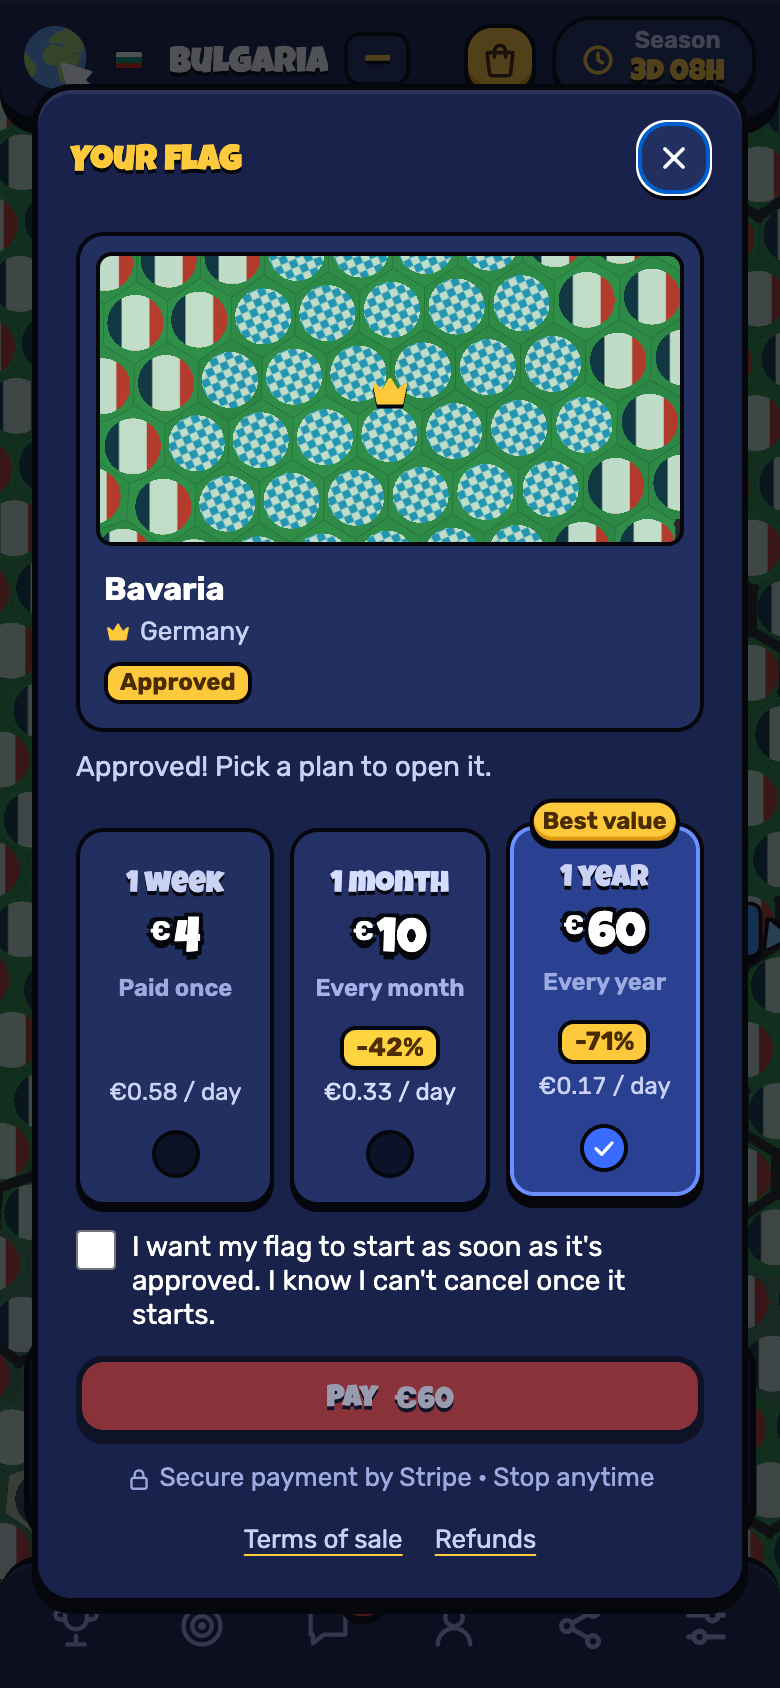 BULGARIA
Season
3D 08H
YOUR FLAG
Bavaria
Germany
Approved
Approved! Pick a plan to open it.
Best value
1 week
€4
Paid once
€0.58 / day
1 month
€10
Every month
-42%
€0.33 / day
1 year
€60
Every year
-71%
€0.17 / day
I want my flag to start as soon as it's
approved. I know I can't cancel once it
starts.
PAY €60
Secure payment by Stripe • Stop anytime
Terms of sale Refunds